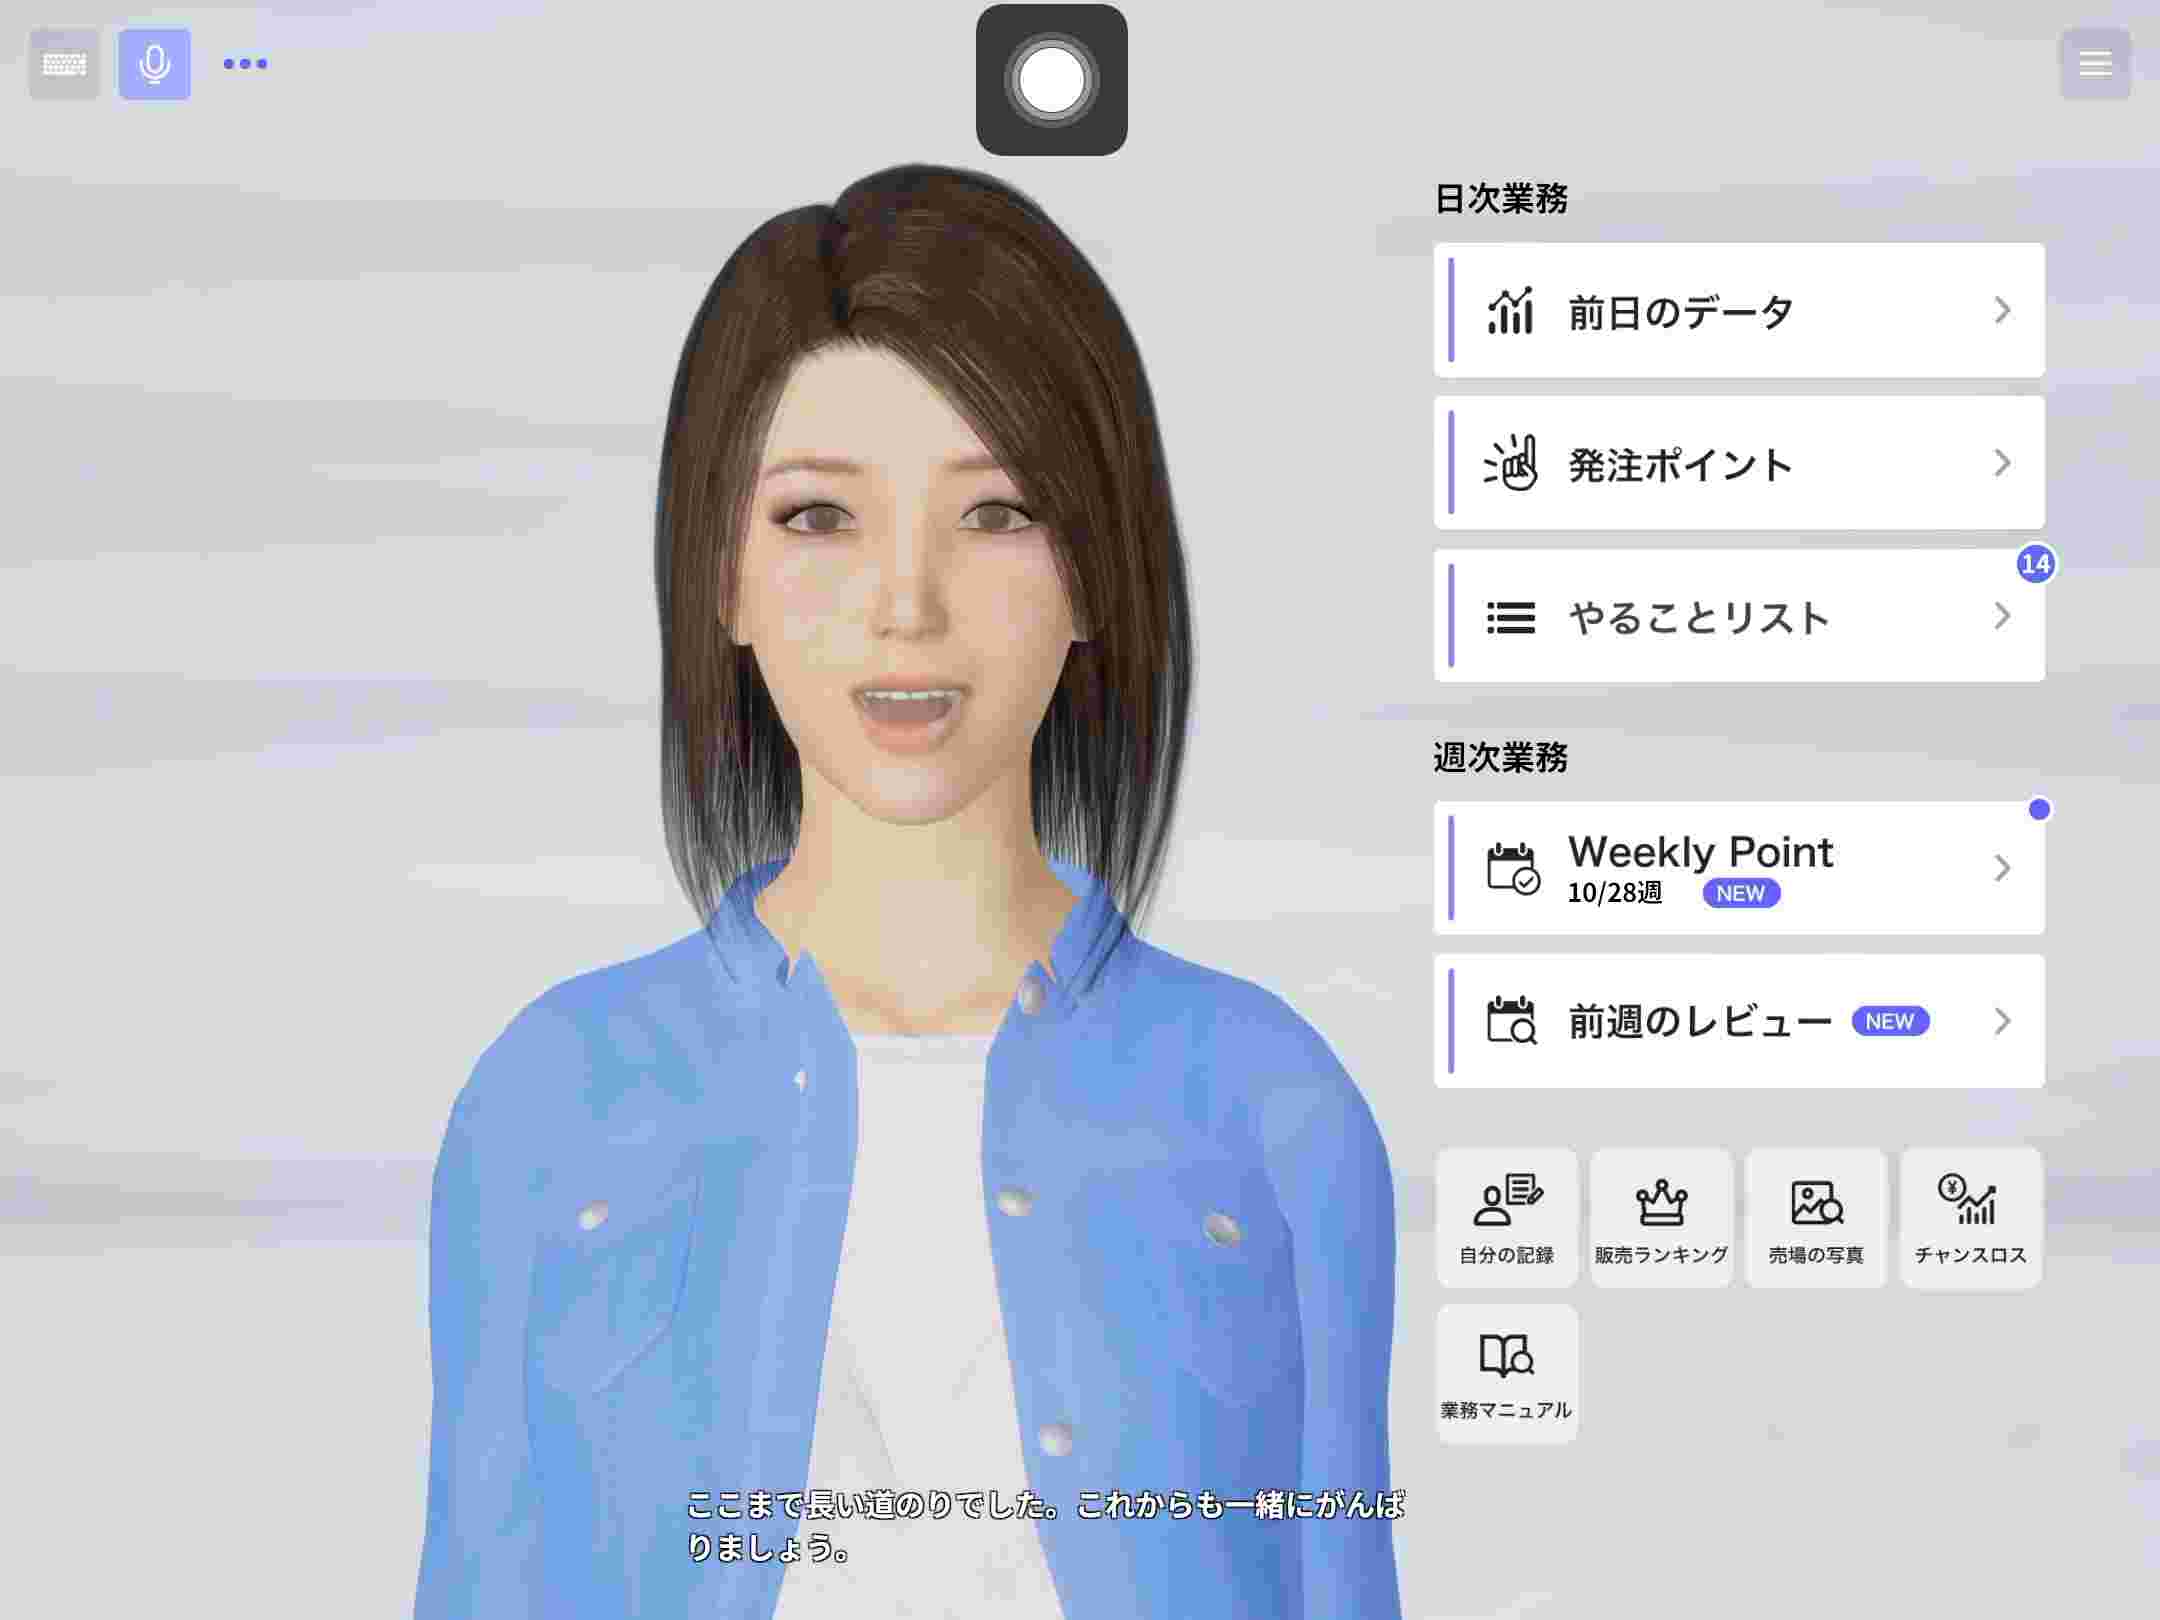 日次業務
前日のデータ
発注ポイント
14
やることリスト
週次業務
Weekly Point
10/28週 NEW
前週のレビュー NEW
自分の記録 販売ランキング 売場の写真 チャンスロス
業務マニュアル
ここまで長い道のりでした。これからも一緒にがんば
りましょう。